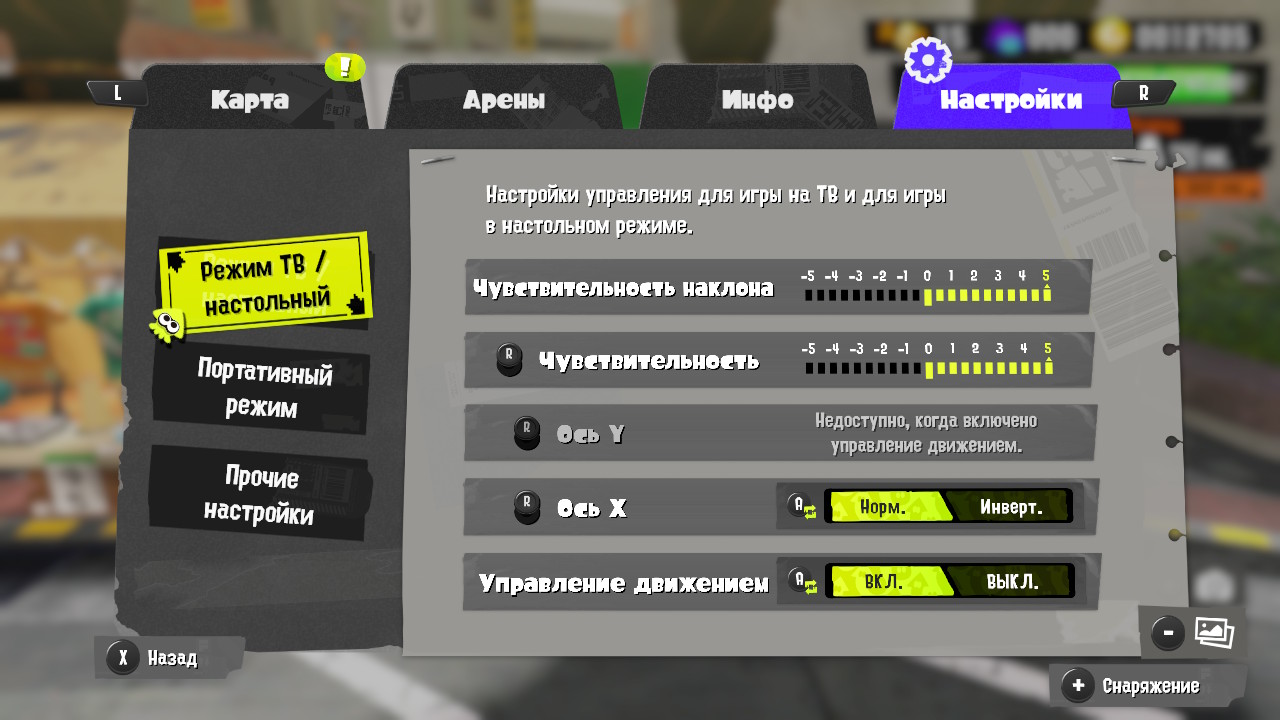 L
!
Карта
Арены
Инфо
Настройки
R
Настройки управления для игры на ТВ и для игры
в настольном режиме.
Режим ТВ /
настольный
Портативный
режим
Прочие
настройки
Чувствительность наклона
-5 -4 -3 -2 -1 0 1 2 3 4 5
R Чувствительность
-5 -4 -3 -2 -1 0 1 2 3 4 5
R Ось Y
Недоступно, когда включено
управление движением.
R Ось X
A Норм. Инверт.
Управление движением
A ВКЛ. ВЫКЛ.
X Назад
-
+ Снаряжение